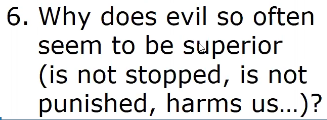 6. Why does evil so often
seem to be superior
(is not stopped, is not
punished, harms us...)?